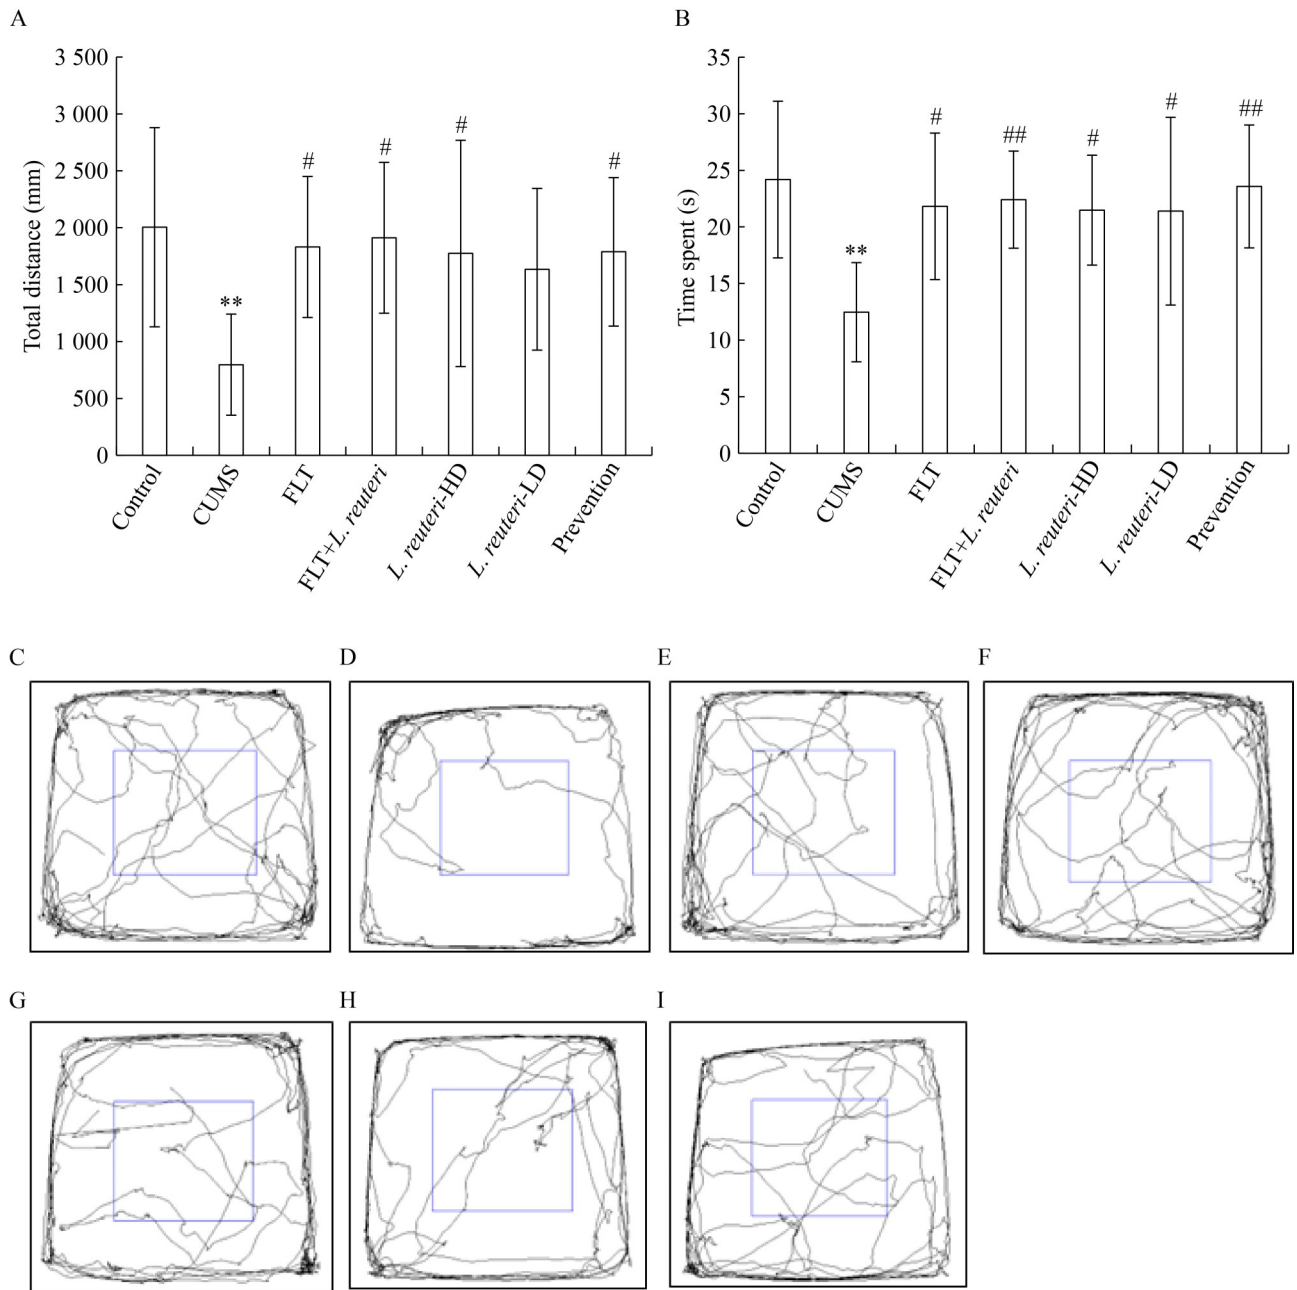 A
Total distance (mm)
3 500
3 000
2 500
2 000
1 500
1 000
500
0
**
#
#
#
#
Control
CUMS
FLT
FLT+L. reuteri
L. reuteri-HD
L. reuteri-LD
Prevention
B
Time spent (s)
35
30
25
20
15
10
5
0
**
#
##
#
#
##
Control
CUMS
FLT
FLT+L. reuteri
L. reuteri-HD
L. reuteri-LD
Prevention
C
D
E
F
G
H
I